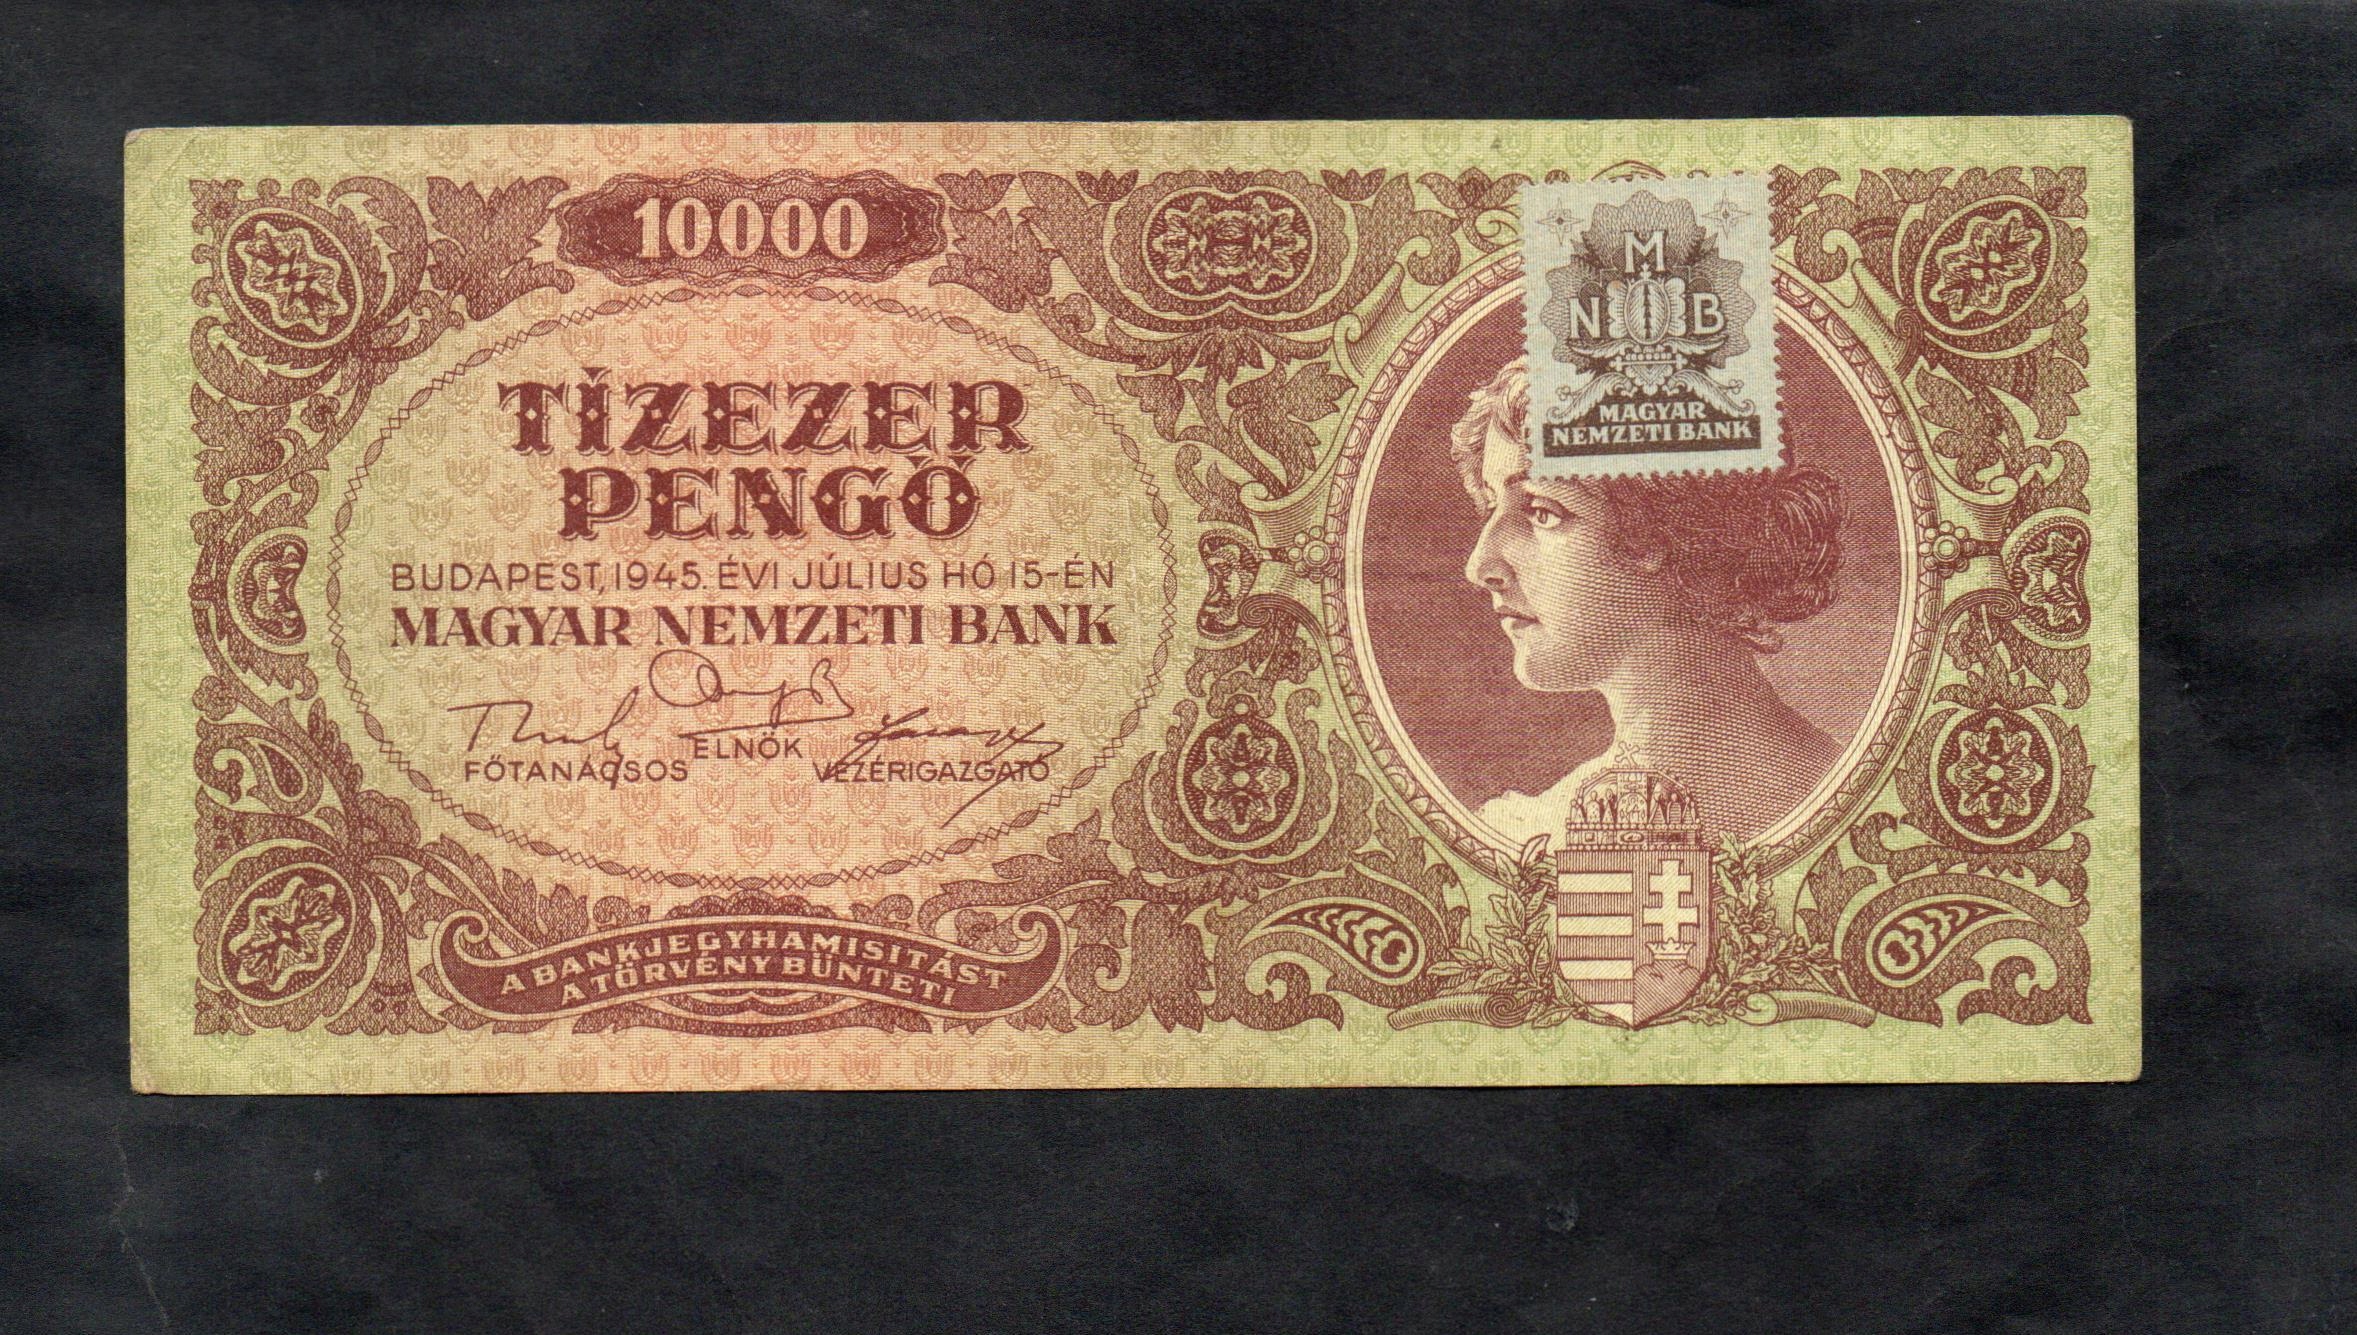 10000
TÍZEZER
PENGŐ
BUDAPEST, 1945. ÉVI JÚLIUS HÓ 15-ÉN
MAGYAR NEMZETI BANK
FŐTANÁCSOS
ELNÖK
VEZÉRIGAZGATÓ
A BANKJEGYHAMISITÁST
A TÖRVÉNY BÜNTETI
M
N B
MAGYAR
NEMZETI BANK